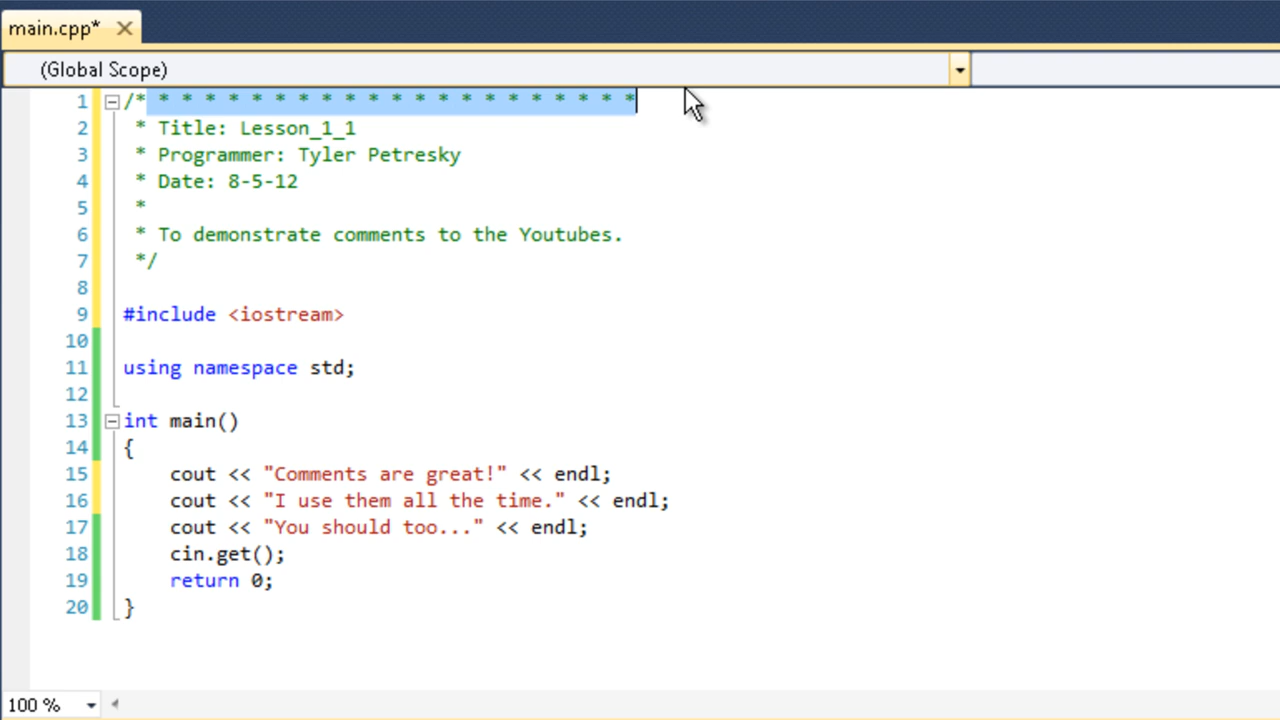 main.cpp*
(Global Scope)
1 /* * * * * * * * * * * * * * * * * * * * * *
2 * Title: Lesson_1_1
3 * Programmer: Tyler Petresky
4 * Date: 8-5-12
5 *
6 * To demonstrate comments to the Youtubes.
7 */
8
9 #include <iostream>
10
11 using namespace std;
12
13 int main()
14 {
15 cout << "Comments are great!" << endl;
16 cout << "I use them all the time." << endl;
17 cout << "You should too..." << endl;
18 cin.get();
19 return 0;
20 }
100 %